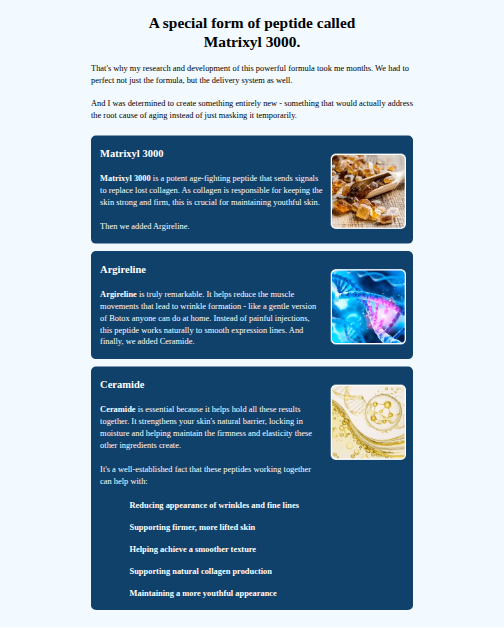 A special form of peptide called
Matrixyl 3000.
That's why my research and development of this powerful formula took me months. We had to
perfect not just the formula, but the delivery system as well.
And I was determined to create something entirely new - something that would actually address
the root cause of aging instead of just masking it temporarily.
Matrixyl 3000
Matrixyl 3000 is a potent age-fighting peptide that sends signals
to replace lost collagen. As collagen is responsible for keeping the
skin strong and firm, this is crucial for maintaining youthful skin.
Then we added Argireline.
Argireline
Argireline is truly remarkable. It helps reduce the muscle
movements that lead to wrinkle formation - like a gentle version
of Botox anyone can do at home. Instead of painful injections,
this peptide works naturally to smooth expression lines. And
finally, we added Ceramide.
Ceramide
Ceramide is essential because it helps hold all these results
together. It strengthens your skin's natural barrier, locking in
moisture and helping maintain the firmness and elasticity these
other ingredients create.
It's a well-established fact that these peptides working together
can help with:
Reducing appearance of wrinkles and fine lines
Supporting firmer, more lifted skin
Helping achieve a smoother texture
Supporting natural collagen production
Maintaining a more youthful appearance